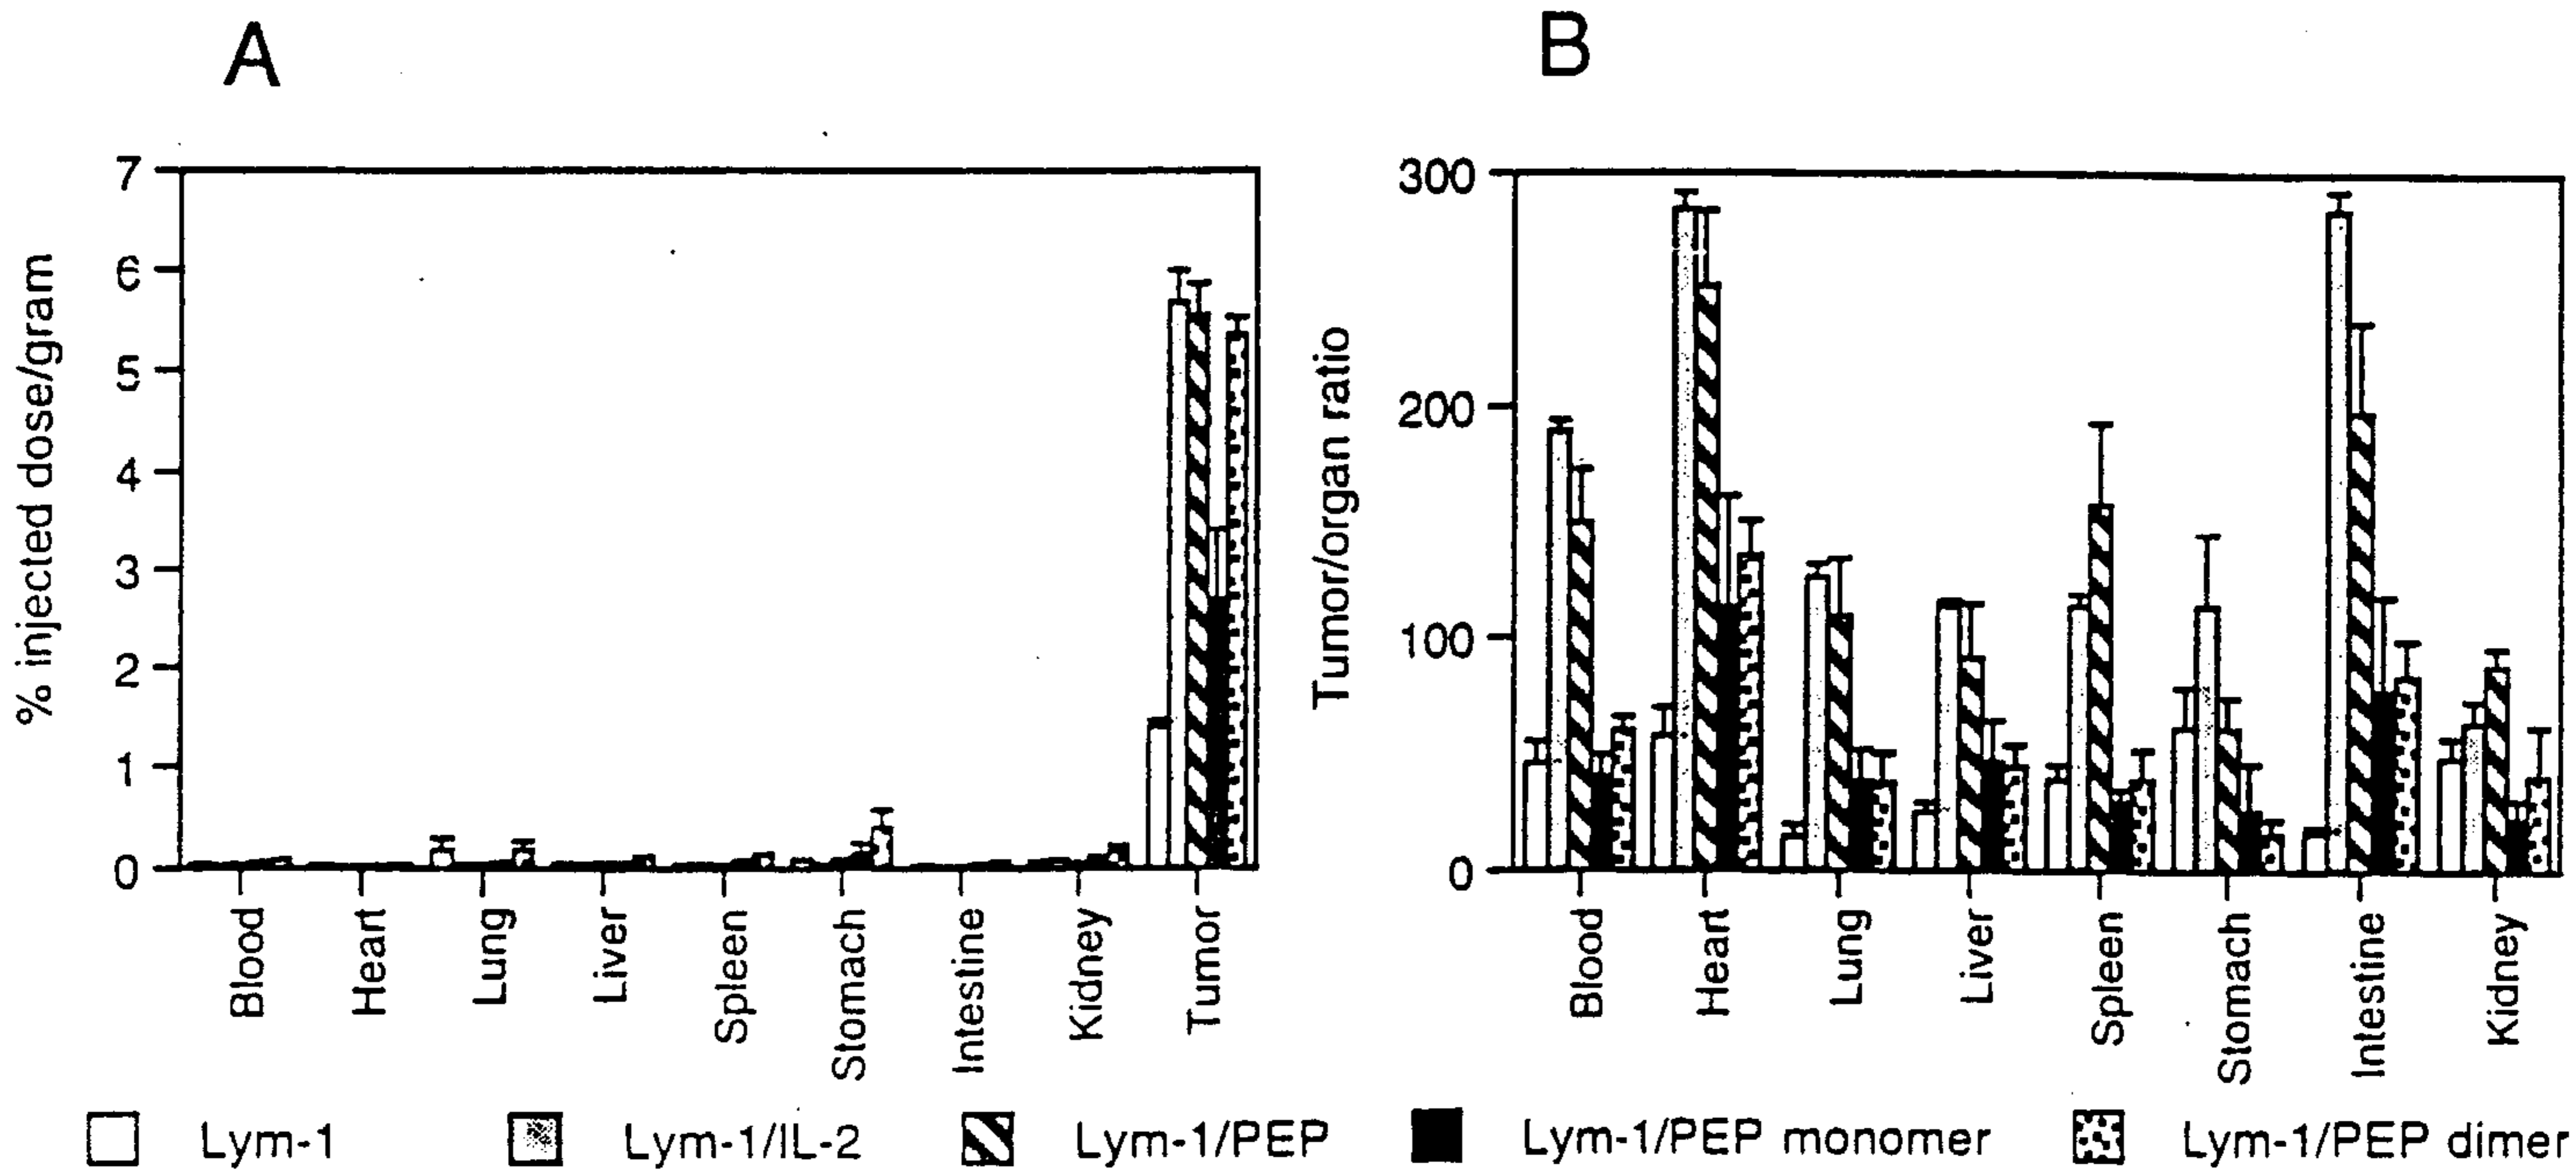 A
B
% injected dose/gram
7
6
5
4
3
2
1
0
Blood
Heart
Lung
Liver
Spleen
Stomach
Intestine
Kidney
Tumor
Tumor/organ ratio
300
200
100
0
Blood
Heart
Lung
Liver
Spleen
Stomach
Intestine
Kidney
Lym-1
Lym-1/IL-2
Lym-1/PEP
Lym-1/PEP monomer
Lym-1/PEP dimer